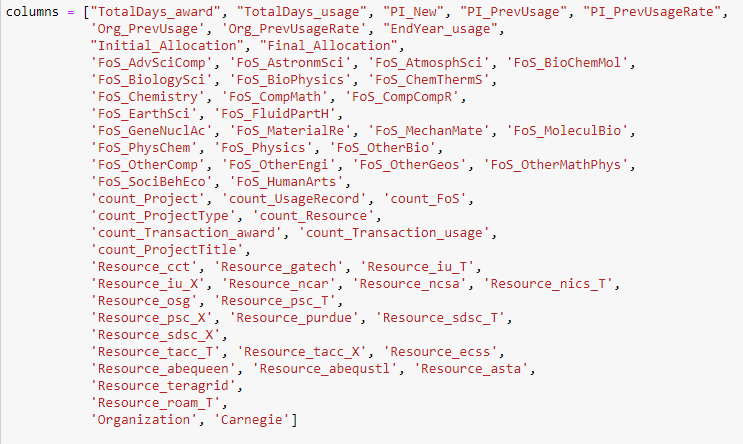 columns = ["TotalDays_award", "TotalDays_usage", "PI_New", "PI_PrevUsage", "PI_PrevUsageRate",
'Org_PrevUsage', 'Org_PrevUsageRate', "EndYear_usage",
"Initial_Allocation", "Final_Allocation",
'FoS_AdvSciComp', 'FoS_AstronmSci', 'FoS_AtmosphSci', 'FoS_BioChemMol',
'FoS_BiologySci', 'FoS_BioPhysics', 'FoS_ChemThermS',
'FoS_Chemistry', 'FoS_CompMath', 'FoS_CompCompR',
'FoS_EarthSci', 'FoS_FluidPartH',
'FoS_GeneNuclAc', 'FoS_MaterialRe', 'FoS_MechanMate', 'FoS_MoleculBio',
'FoS_PhysChem', 'FoS_Physics', 'FoS_OtherBio',
'FoS_OtherComp', 'FoS_OtherEngi', 'FoS_OtherGeos', 'FoS_OtherMathPhys',
'FoS_SociBehEco', 'FoS_HumanArts',
'count_Project', 'count_UsageRecord', 'count_FoS',
'count_ProjectType', 'count_Resource',
'count_Transaction_award', 'count_Transaction_usage',
'count_ProjectTitle',
'Resource_cct', 'Resource_gatech', 'Resource_iu_T',
'Resource_iu_X', 'Resource_ncar', 'Resource_ncsa', 'Resource_nics_T',
'Resource_osg', 'Resource_psc_T',
'Resource_psc_X', 'Resource_purdue', 'Resource_sdsc_T',
'Resource_sdsc_X',
'Resource_tacc_T', 'Resource_tacc_X', 'Resource_ecss',
'Resource_abequeen', 'Resource_abequstl', 'Resource_asta',
'Resource_teragrid',
'Resource_roam_T',
'Organization', 'Carnegie']